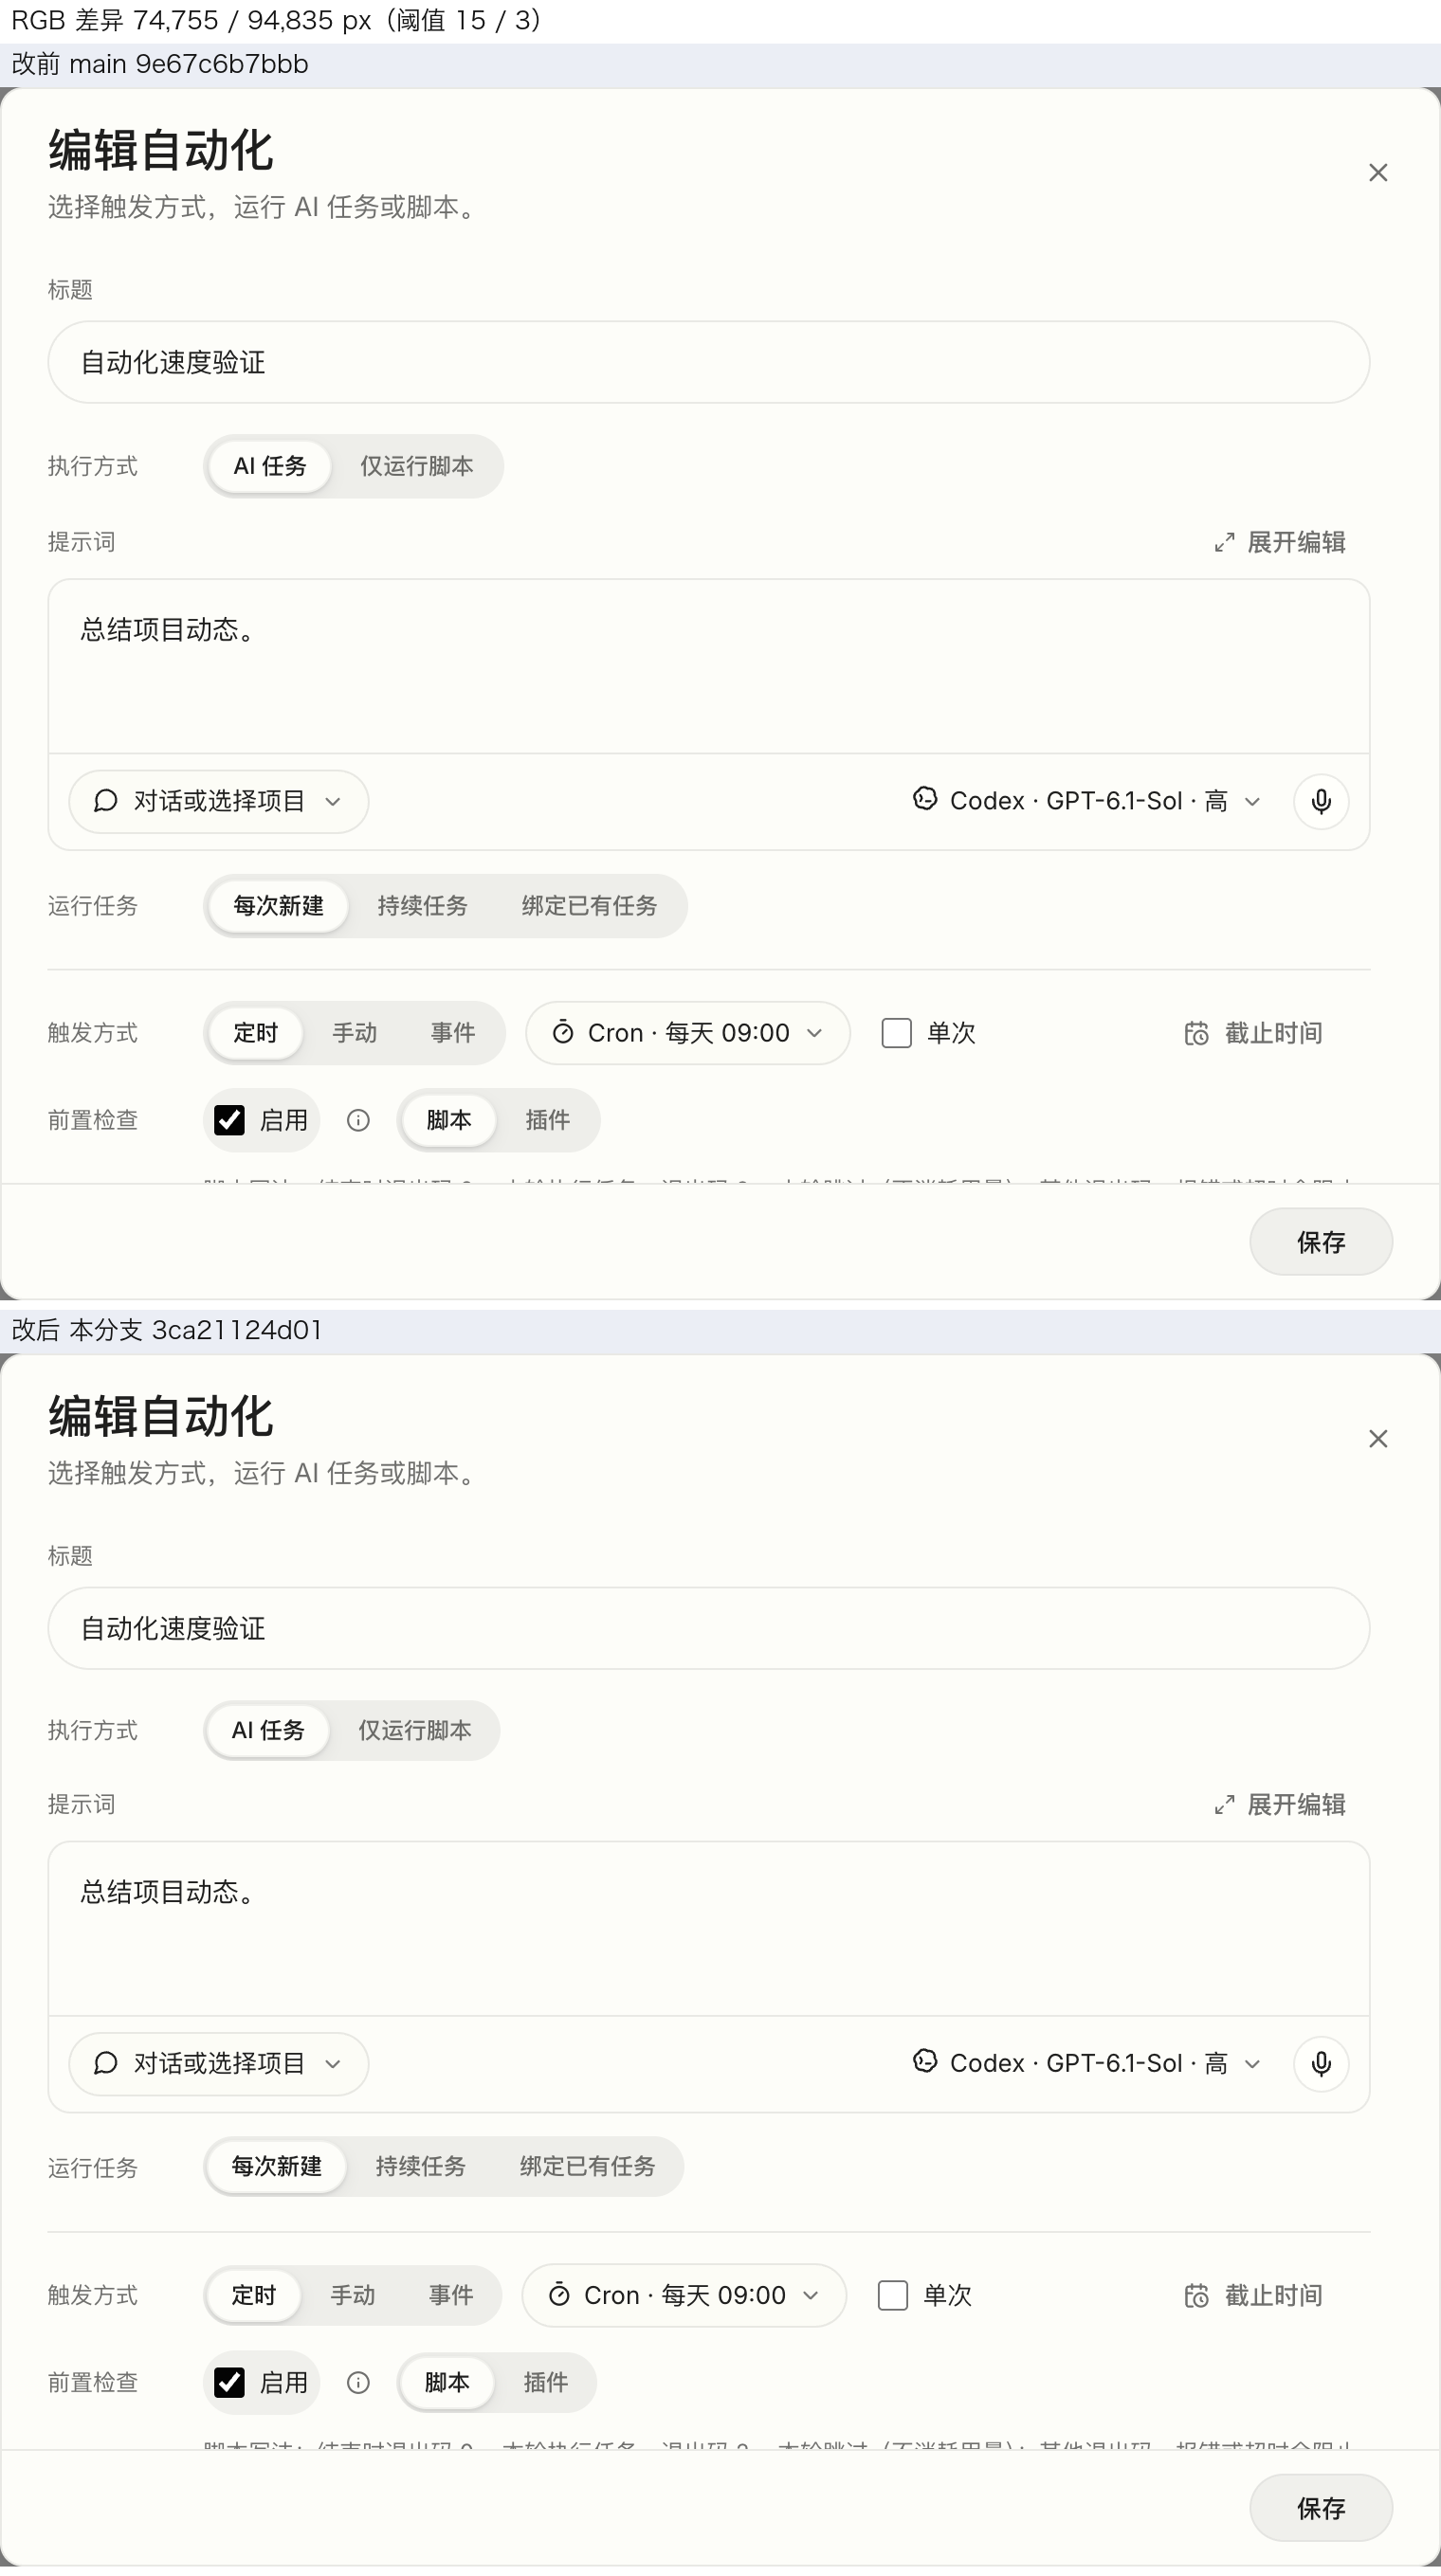 RGB 差异 74,755 / 94,835 px（阈值 15 / 3）
改前 main 9e67c6b7bbb
编辑自动化
选择触发方式，运行 AI 任务或脚本。
标题
自动化速度验证
执行方式 AI 任务 仅运行脚本
提示词 展开编辑
总结项目动态。
对话或选择项目 Codex · GPT-6.1-Sol · 高
运行任务 每次新建 持续任务 绑定已有任务
触发方式 定时 手动 事件 Cron · 每天 09:00 单次 截止时间
前置检查 启用 脚本 插件
保存
改后 本分支 3ca21124d01
编辑自动化
选择触发方式，运行 AI 任务或脚本。
标题
自动化速度验证
执行方式 AI 任务 仅运行脚本
提示词 展开编辑
总结项目动态。
对话或选择项目 Codex · GPT-6.1-Sol · 高
运行任务 每次新建 持续任务 绑定已有任务
触发方式 定时 手动 事件 Cron · 每天 09:00 单次 截止时间
前置检查 启用 脚本 插件
保存